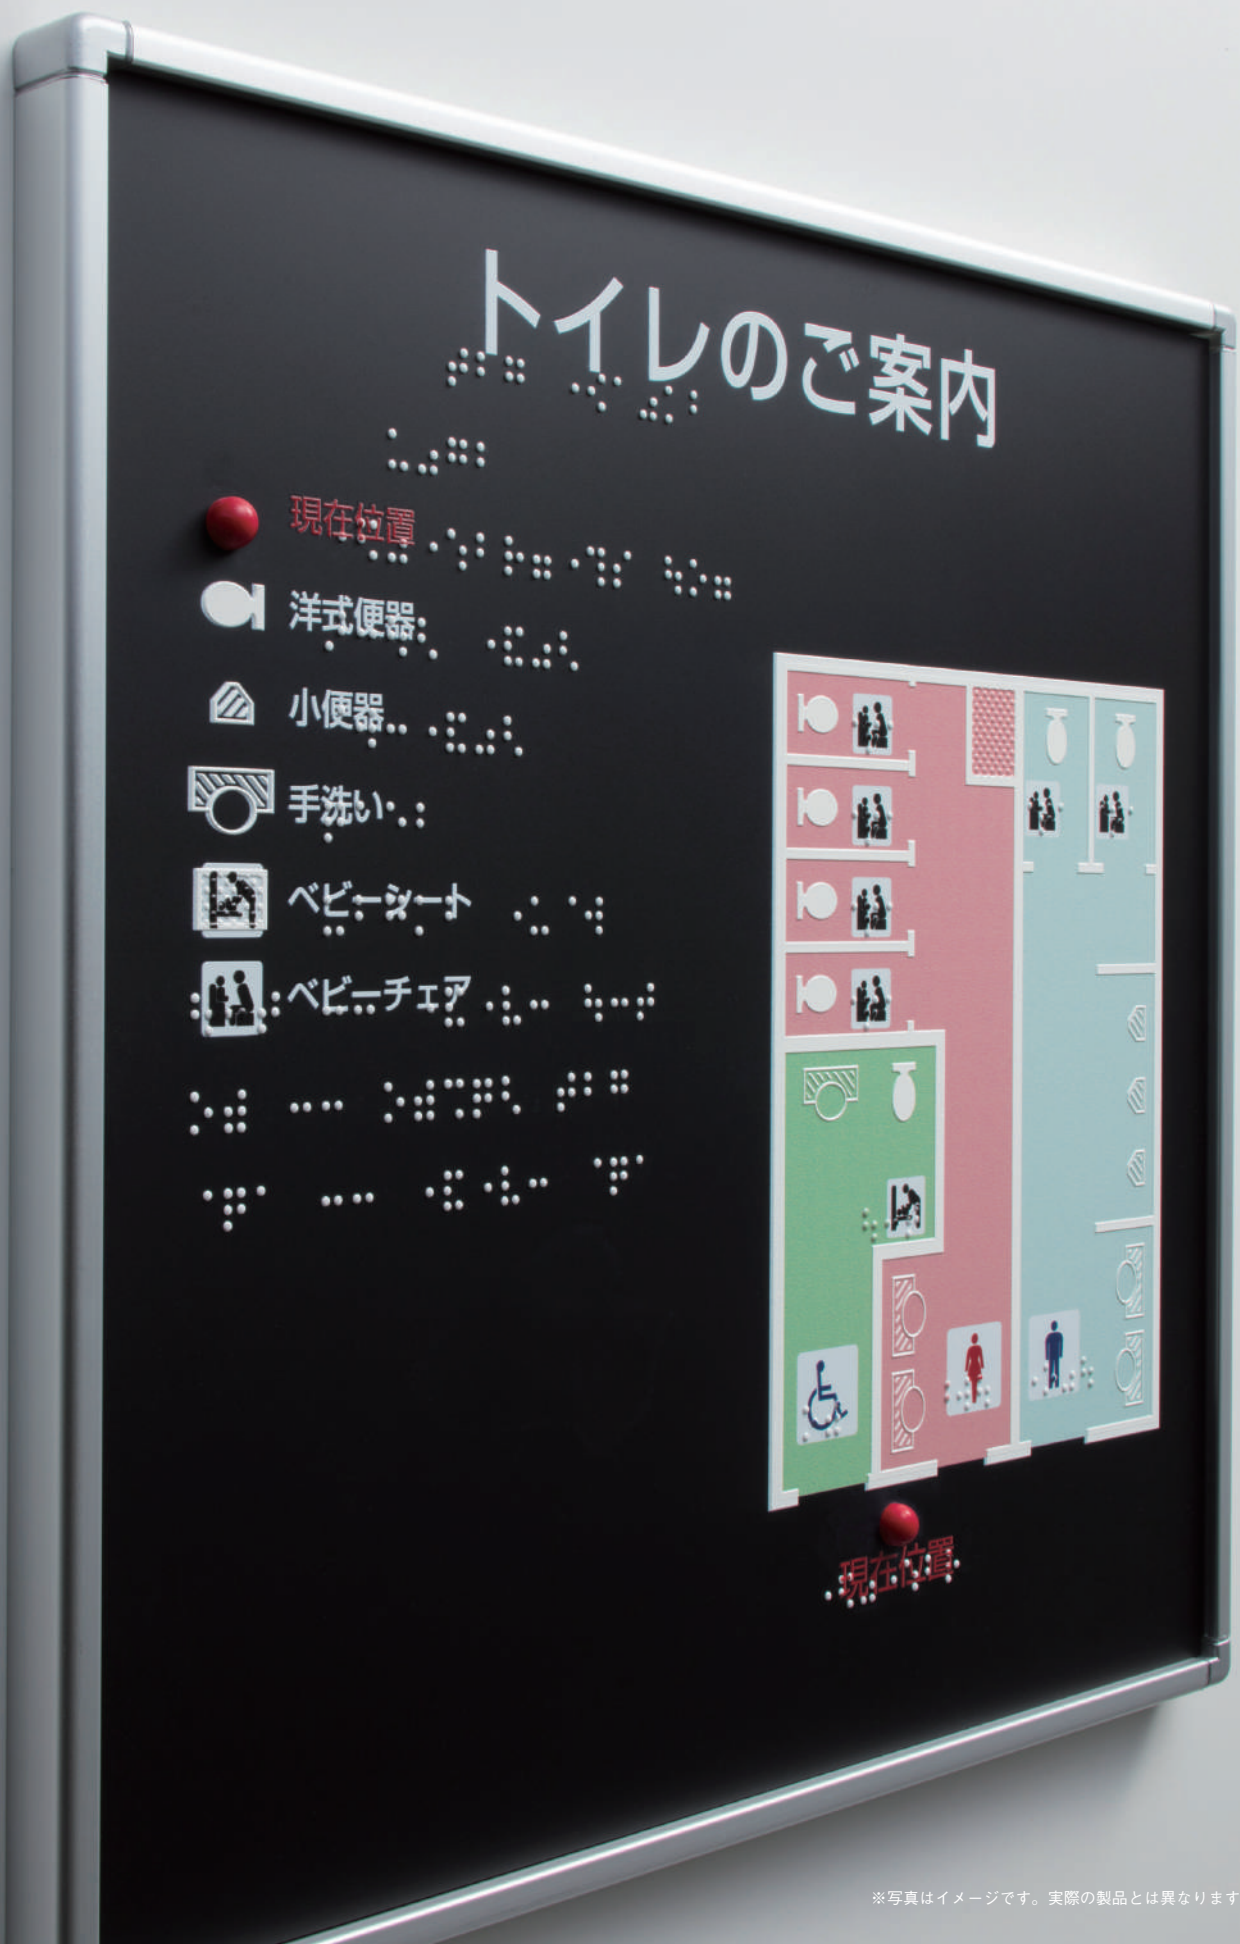 トイレのご案内
現在位置
洋式便器
小便器
手洗い
ベビーシート
ベビーチェア
現在位置
※写真はイメージです。実際の製品とは異なります